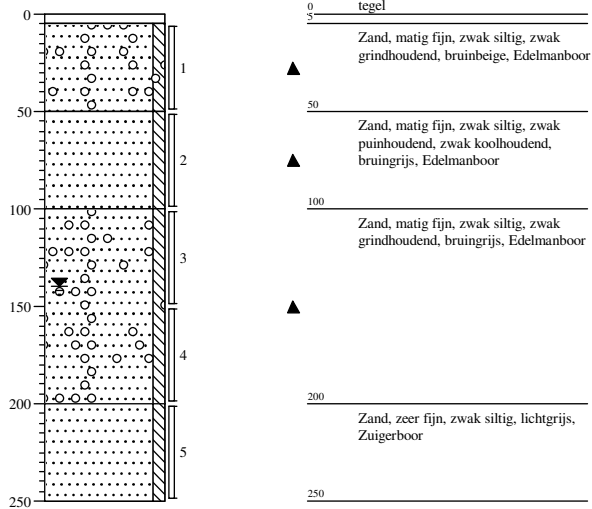 0
50
100
150
200
250
1
2
3
4
5
0
tegel
5
Zand, matig fijn, zwak siltig, zwak
grindhoudend, bruinbeige, Edelmanboor
50
Zand, matig fijn, zwak siltig, zwak
puinhoudend, zwak koolhoudend,
bruingrijs, Edelmanboor
100
Zand, matig fijn, zwak siltig, zwak
grindhoudend, bruingrijs, Edelmanboor
200
Zand, zeer fijn, zwak siltig, lichtgrijs,
Zuigerboor
250